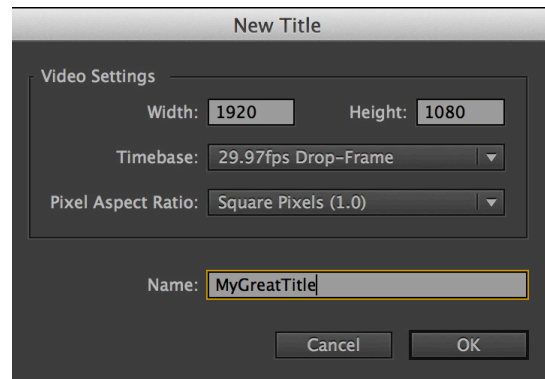 New Title
Video Settings
Width: 1920 Height: 1080
Timebase: 29.97fps Drop-Frame
Pixel Aspect Ratio: Square Pixels (1.0)
Name: MyGreatTitle
Cancel OK